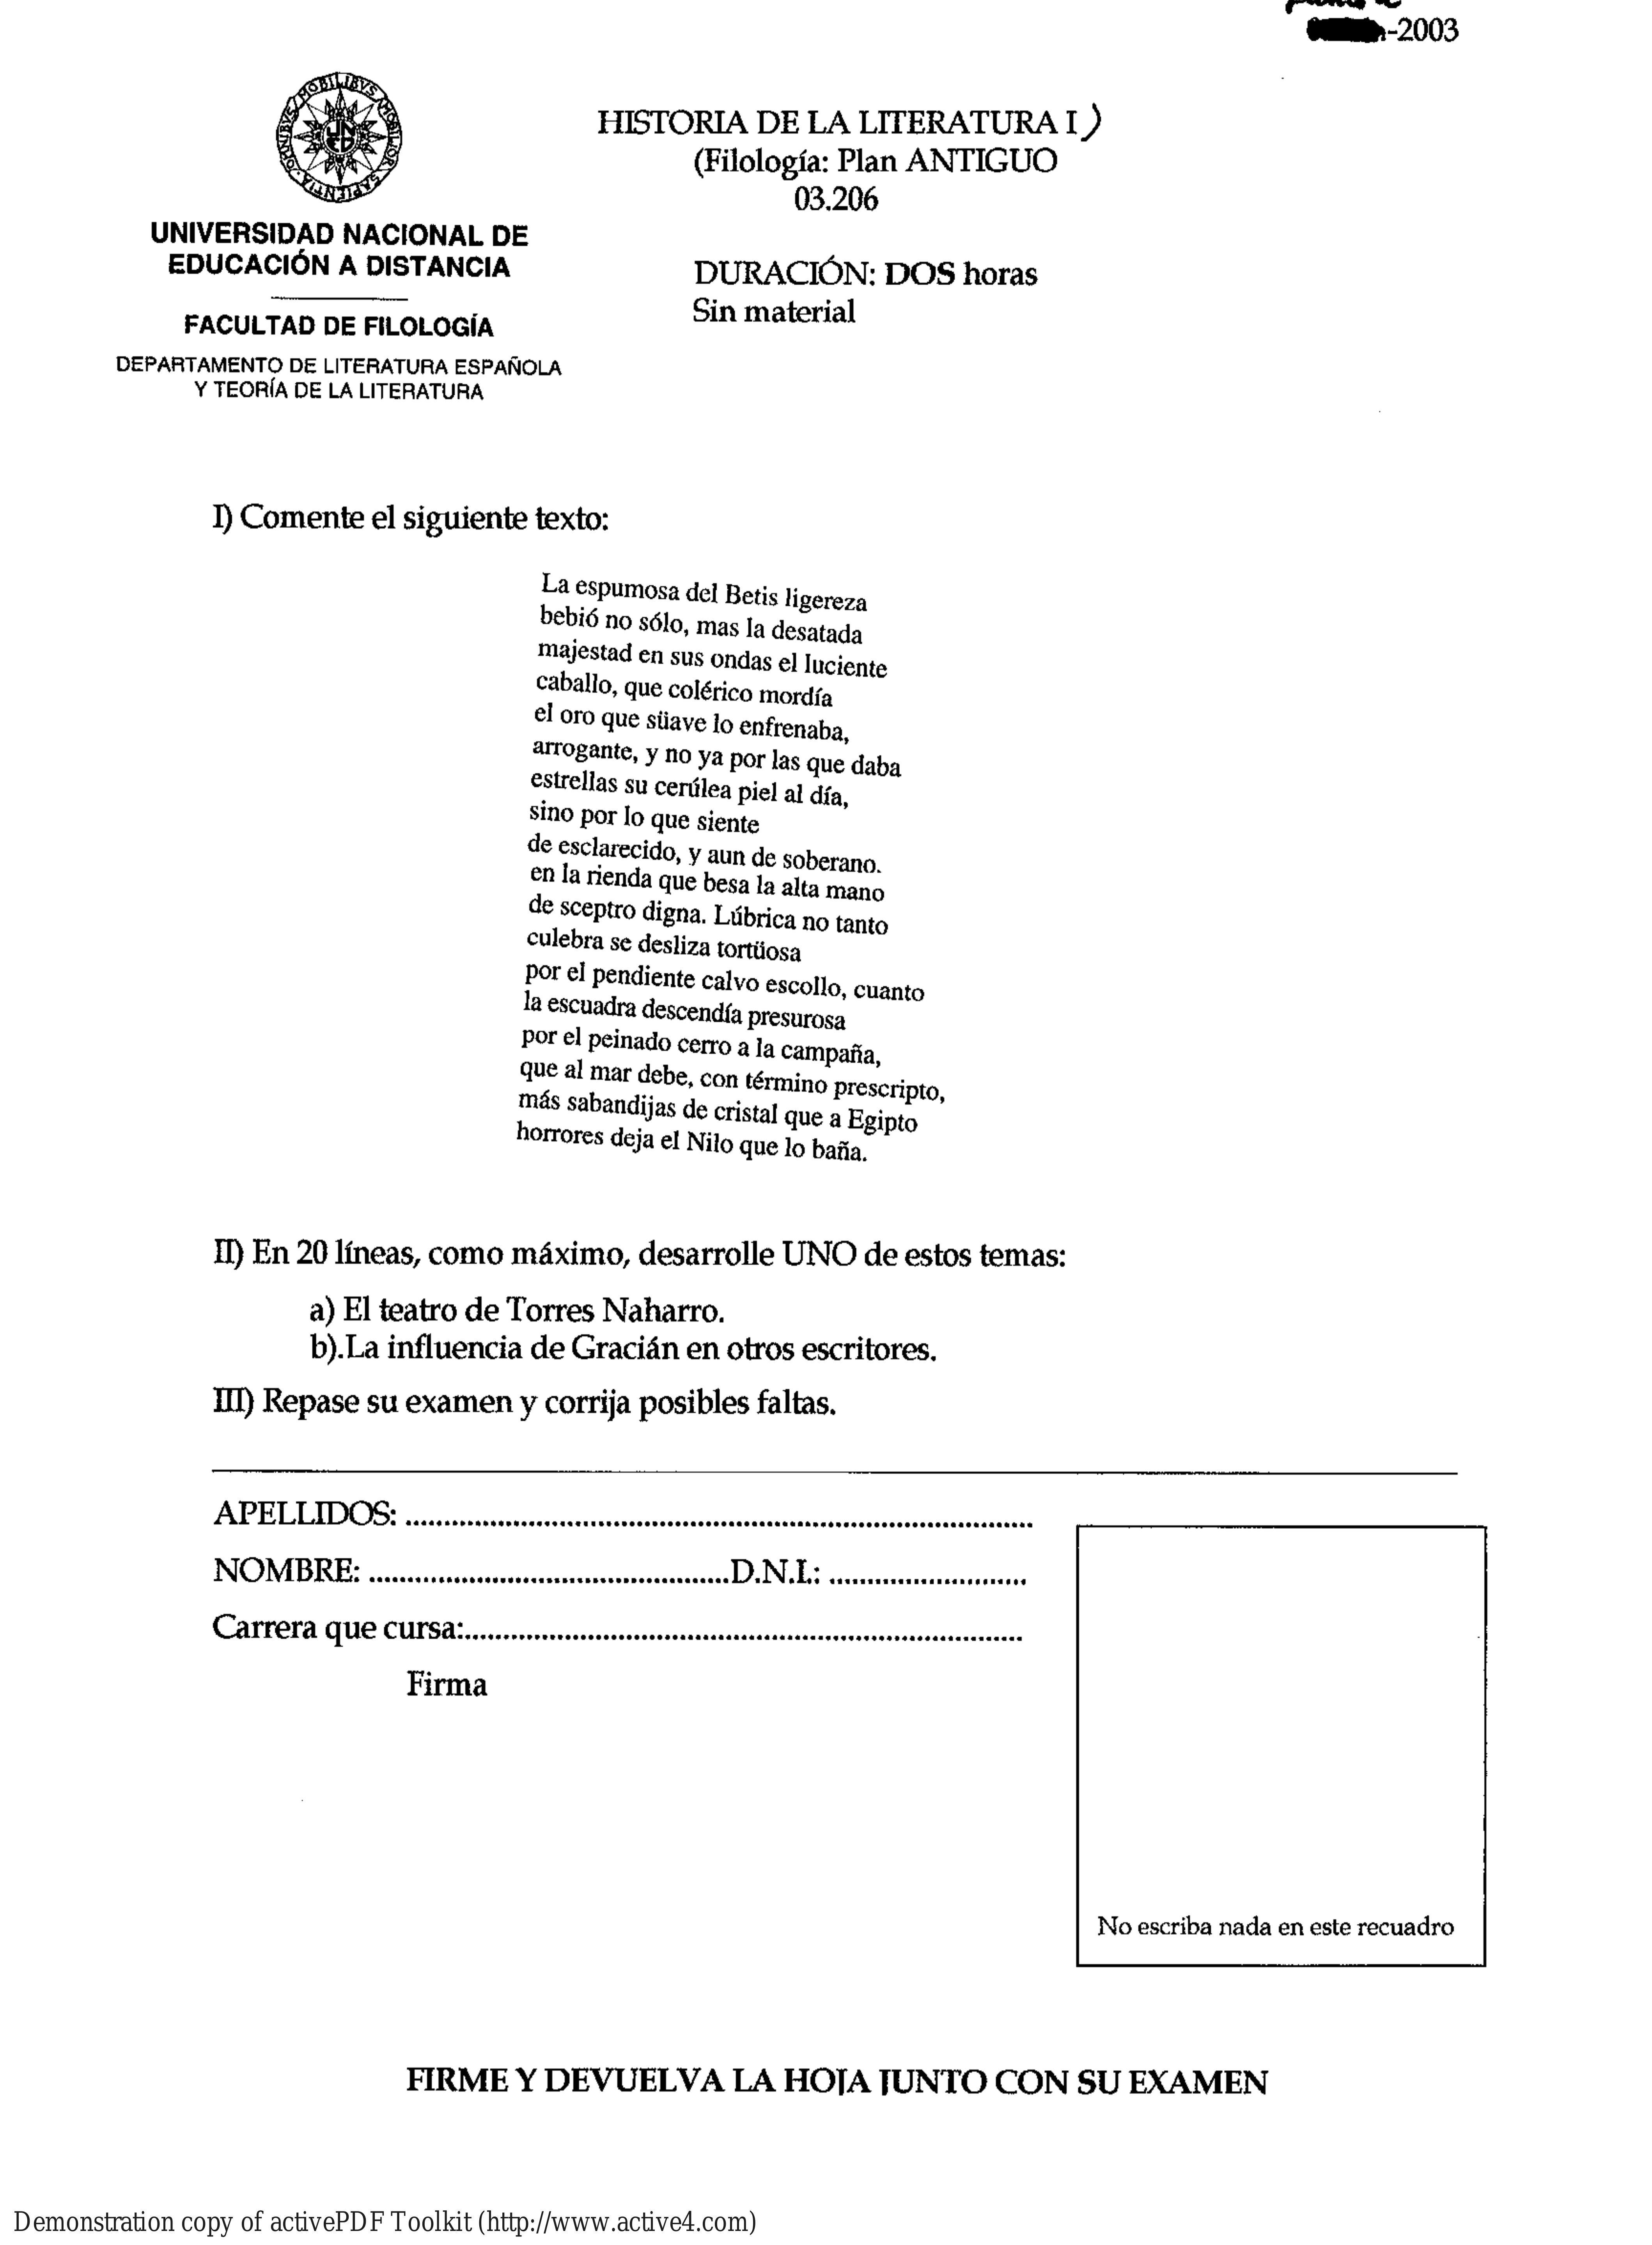 -2003
HISTORIA DE LA LITERATURA I)
(Filología: Plan ANTIGUO
03.206
UNIVERSIDAD NACIONAL DE
EDUCACIÓN A DISTANCIA
DURACIÓN: DOS horas
Sin material
FACULTAD DE FILOLOGÍA
DEPARTAMENTO DE LITERATURA ESPAÑOLA
Y TEORÍA DE LA LITERATURA
I) Comente el siguiente texto:
La espumosa del Betis ligereza
bebió no sólo, mas la desatada
majestad en sus ondas el luciente
caballo, que colérico mordía
el oro que süave lo enfrenaba,
arrogante, y no ya por las que daba
estrellas su cerúlea piel al día,
sino por lo que siente
de esclarecido, y aun de soberano.
en la rienda que besa la alta mano
de sceptro digna. Lúbrica no tanto
culebra se desliza tortüosa
por el pendiente calvo escollo, cuanto
la escuadra descendía presurosa
por el peinado cerro a la campaña,
que al mar debe, con término prescripto,
más sabandijas de cristal que a Egipto
horrores deja el Nilo que lo baña.
II) En 20 líneas, como máximo, desarrolle UNO de estos temas:
a) El teatro de Torres Naharro.
b).La influencia de Gracián en otros escritores.
III) Repase su examen y corrija posibles faltas.
APELLIDOS: ................................................................................
NOMBRE: ..............................................D.N.I.: .........................
Carrera que cursa:.......................................................................
Firma
No escriba nada en este recuadro
FIRME Y DEVUELVA LA HOJA JUNTO CON SU EXAMEN
Demonstration copy of activePDF Toolkit (http://www.active4.com)